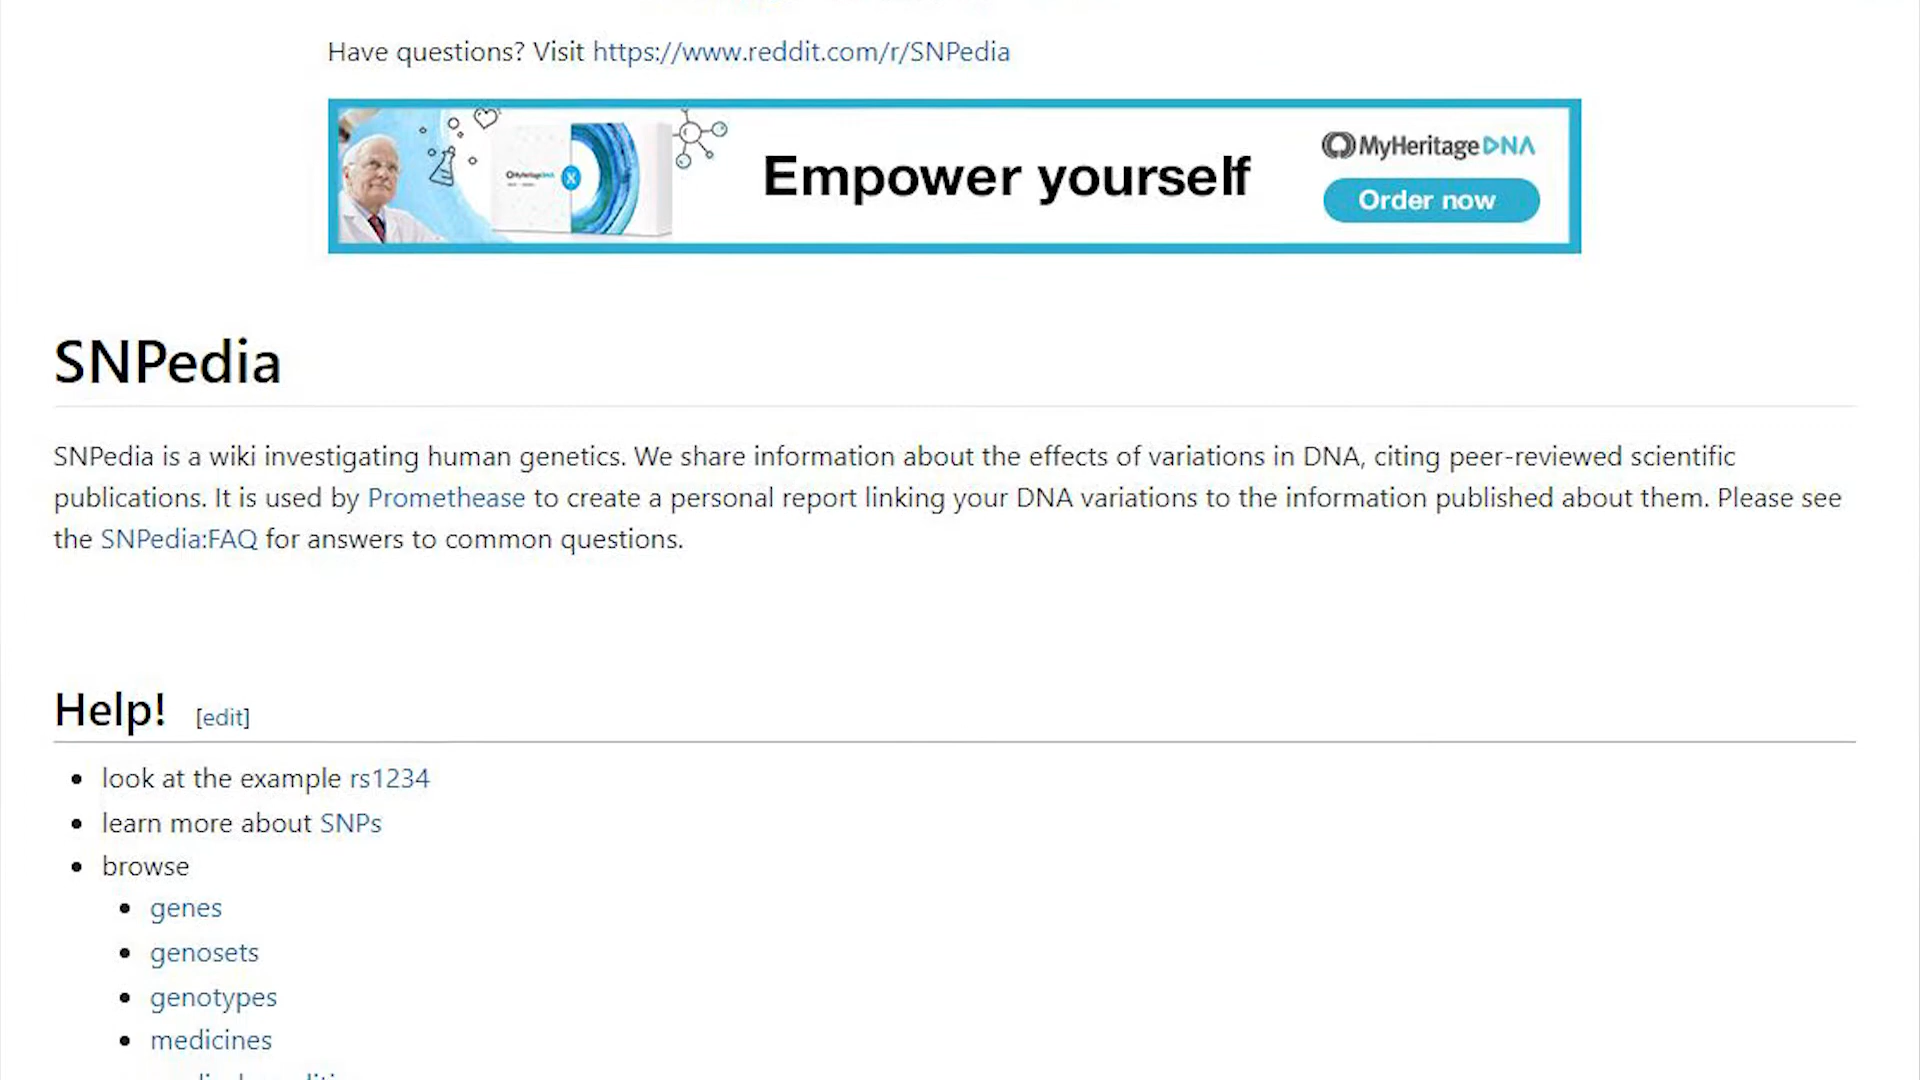 Have questions? Visit https://www.reddit.com/r/SNPedia
Empower yourself
MyHeritage DNA
Order now
SNPedia
SNPedia is a wiki investigating human genetics. We share information about the effects of variations in DNA, citing peer-reviewed scientific
publications. It is used by Promethease to create a personal report linking your DNA variations to the information published about them. Please see
the SNPedia:FAQ for answers to common questions.
Help! [edit]
look at the example rs1234
learn more about SNPs
browse
genes
genosets
genotypes
medicines